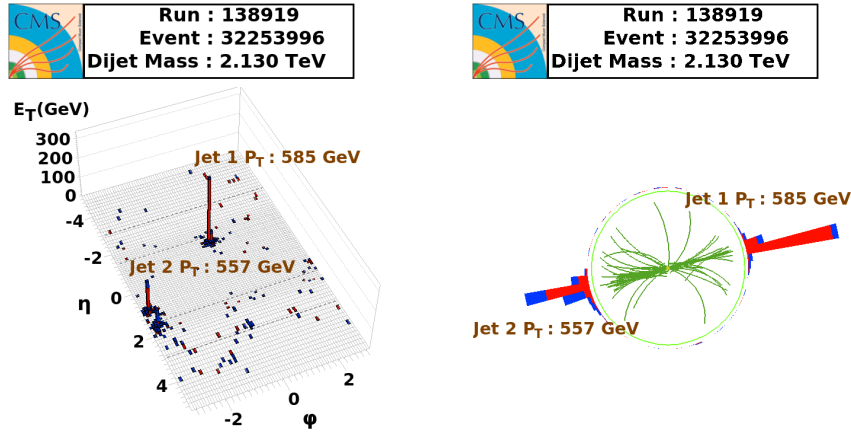 CMS
Run : 138919
Event : 32253996
Dijet Mass : 2.130 TeV
E_T(GeV)
300
200
100
0
-4
-2
0
2
4
η
-2
0
2
φ
Jet 1 P_T : 585 GeV
Jet 2 P_T : 557 GeV
CMS
Run : 138919
Event : 32253996
Dijet Mass : 2.130 TeV
Jet 1 P_T : 585 GeV
Jet 2 P_T : 557 GeV